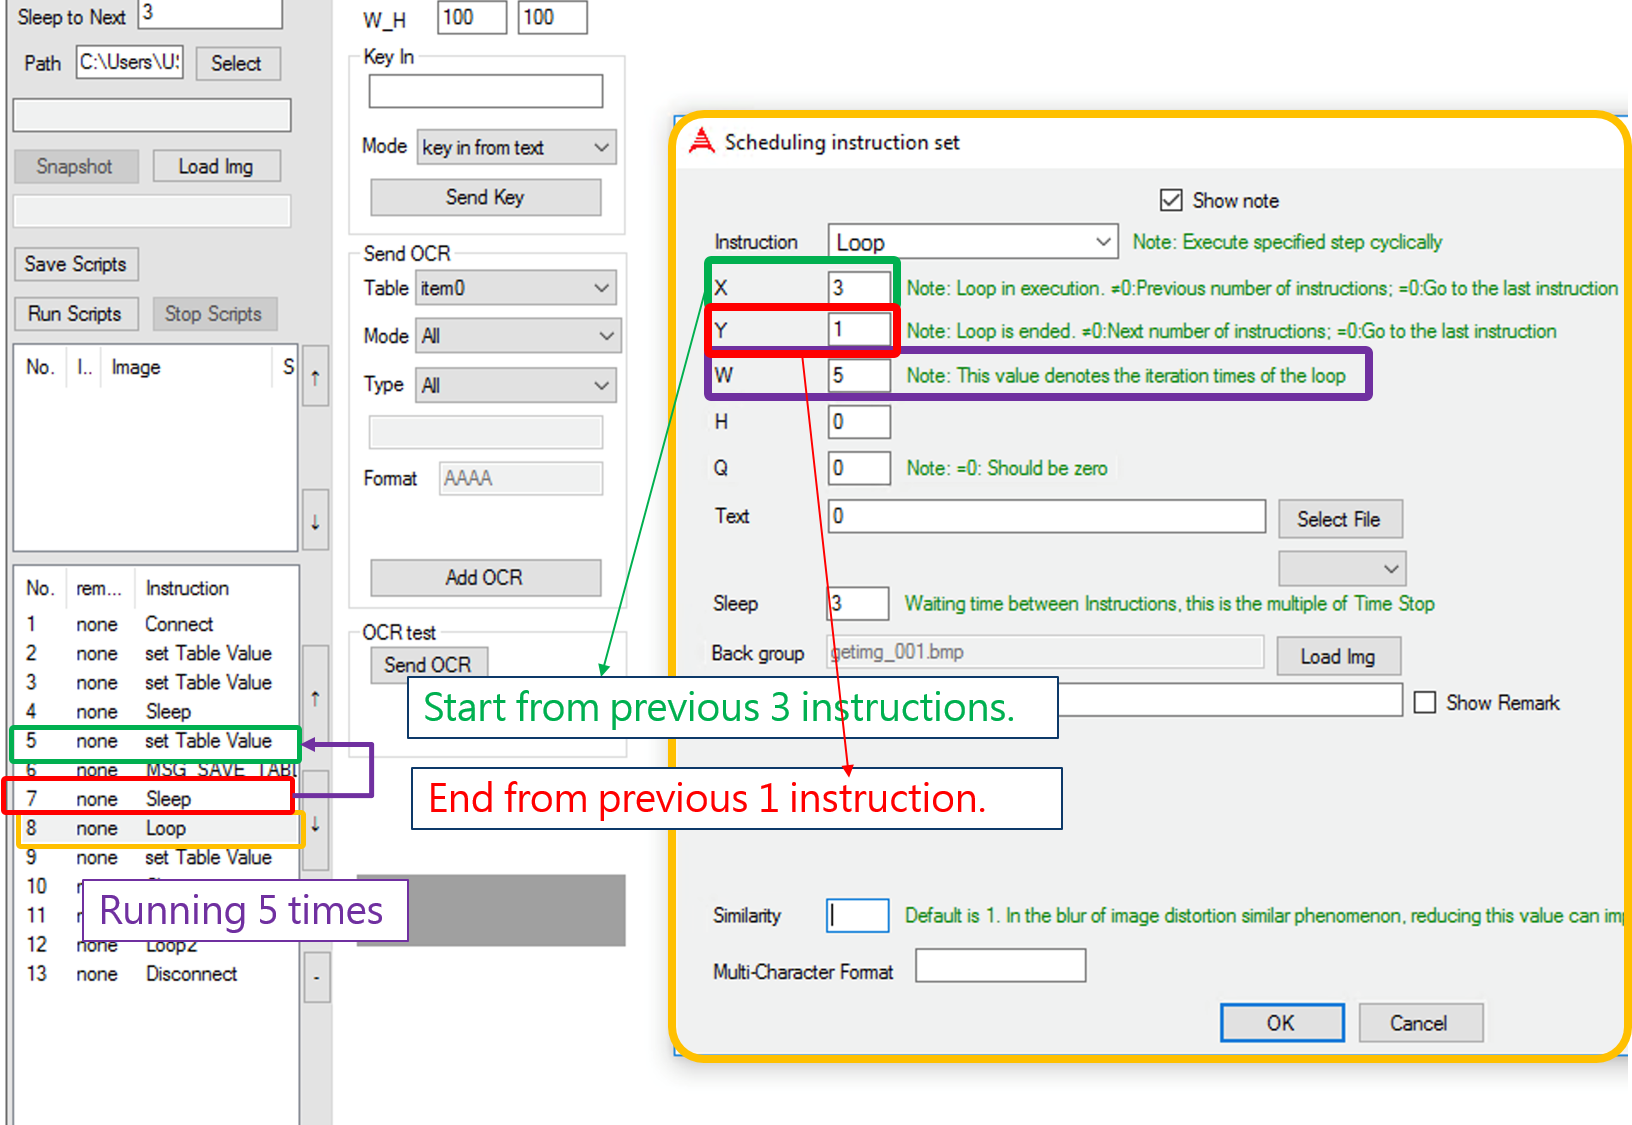 Sleep to Next 3
Path C:\Users\U Select
Snapshot Load Img
Save Scripts
Run Scripts Stop Scripts
No. I.. Image S
↑
↓
No. rem... Instruction
1 none Connect
2 none set Table Value
3 none set Table Value
4 none Sleep
5 none set Table Value
6 none MSG_SAVE_TABL
7 none Sleep
8 none Loop
9 none set Table Value
10
11
12 none Loop2
13 none Disconnect
↑
↓
-
Running 5 times
W_H 100 100
Key In
Mode key in from text
Send Key
Send OCR
Table item0
Mode All
Type All
Format AAAA
Add OCR
OCR test
Send OCR
Start from previous 3 instructions.
End from previous 1 instruction.
Scheduling instruction set
Show note
Instruction Loop Note: Execute specified step cyclically
X 3 Note: Loop in execution. ≠0:Previous number of instructions; =0:Go to the last instruction
Y 1 Note: Loop is ended. ≠0:Next number of instructions; =0:Go to the last instruction
W 5 Note: This value denotes the iteration times of the loop
H 0
Q 0 Note: =0: Should be zero
Text 0 Select File
Sleep 3 Waiting time between Instructions, this is the multiple of Time Stop
Back group getimg_001.bmp Load Img
Show Remark
Similarity Default is 1. In the blur of image distortion similar phenomenon, reducing this value can
Multi-Character Format
OK Cancel